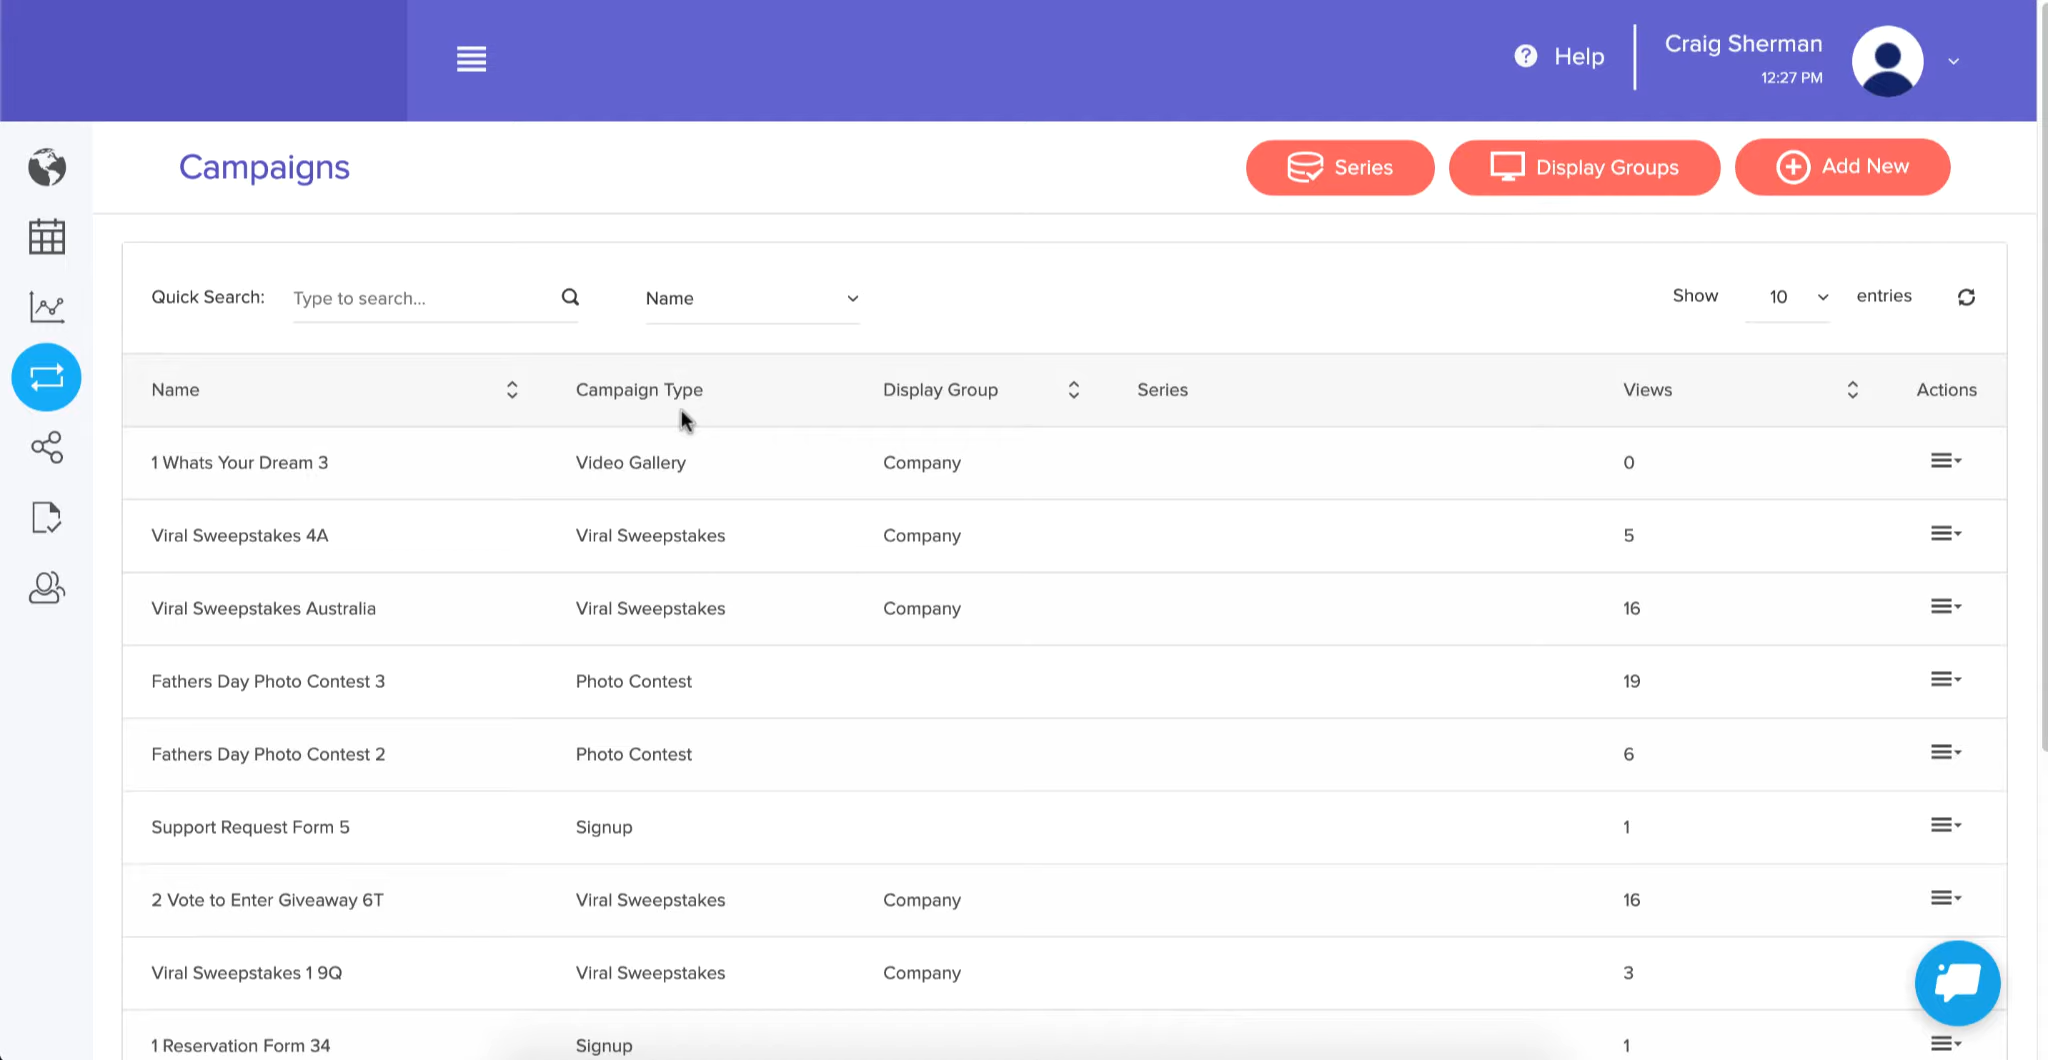 Help
Craig Sherman
12:27 PM
Campaigns
Series
Display Groups
Add New
Quick Search: Type to search... Name Show 10 entries
Name Campaign Type Display Group Series Views Actions
1 Whats Your Dream 3 Video Gallery Company 0
Viral Sweepstakes 4A Viral Sweepstakes Company 5
Viral Sweepstakes Australia Viral Sweepstakes Company 16
Fathers Day Photo Contest 3 Photo Contest 19
Fathers Day Photo Contest 2 Photo Contest 6
Support Request Form 5 Signup 1
2 Vote to Enter Giveaway 6T Viral Sweepstakes Company 16
Viral Sweepstakes 1 9Q Viral Sweepstakes Company 3
1 Reservation Form 34 Signup 1